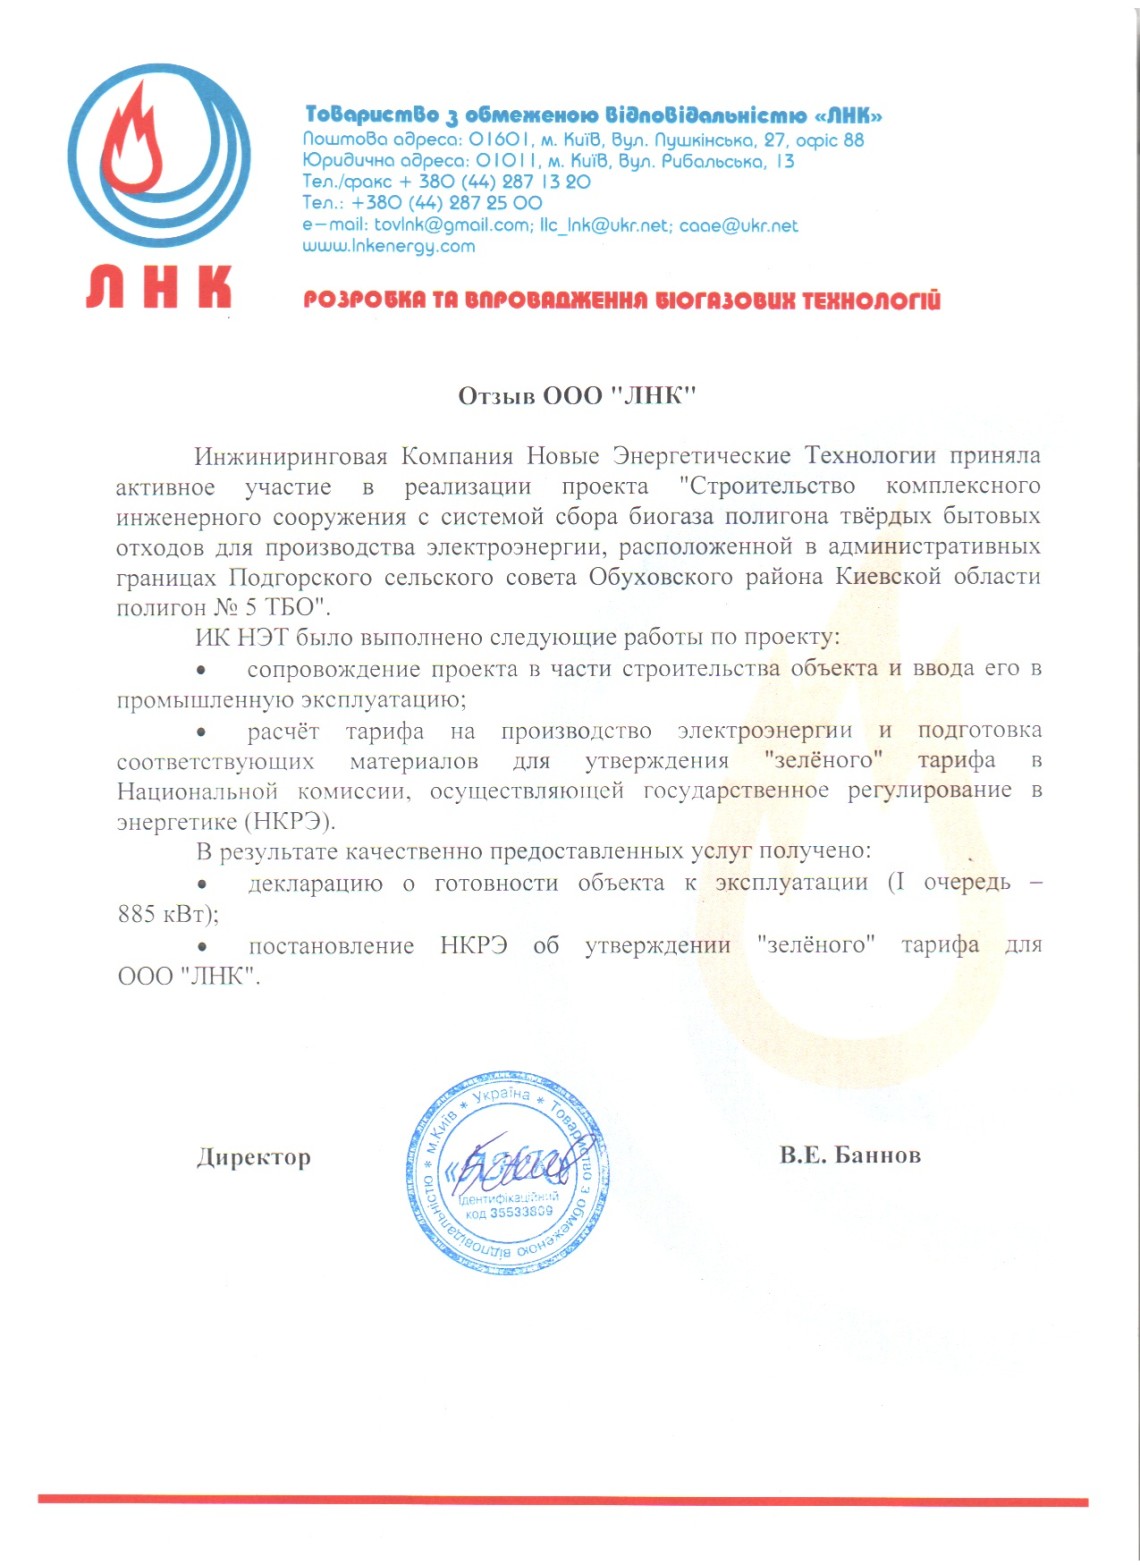 ЛНК
Товариство з обмеженою відповідальністю «ЛНК»
Поштова адреса: 01601, м. Київ, вул. Пушкінська, 27, офіс 88
Юридична адреса: 01011, м. Київ, вул. Рибальська, 13
Тел./факс + 380 (44) 287 13 20
Тел.: +380 (44) 287 25 00
e-mail: tovlnk@gmail.com; llc_lnk@ukr.net; caae@ukr.net
www.lnkenergy.com
РОЗРОБКА ТА ВПРОВАДЖЕННЯ БІОГАЗОВИХ ТЕХНОЛОГІЙ
Отзыв ООО "ЛНК"
Инжиниринговая Компания Новые Энергетические Технологии приняла
активное участие в реализации проекта "Строительство комплексного
инженерного сооружения с системой сбора биогаза полигона твёрдых бытовых
отходов для производства электроэнергии, расположенной в административных
границах Подгорского сельского совета Обуховского района Киевской области
полигон № 5 ТБО".
ИК НЭТ было выполнено следующие работы по проекту:
• сопровождение проекта в части строительства объекта и ввода его в
промышленную эксплуатацию;
• расчёт тарифа на производство электроэнергии и подготовка
соответствующих материалов для утверждения "зелёного" тарифа в
Национальной комиссии, осуществляющей государственное регулирование в
энергетике (НКРЭ).
В результате качественно предоставленных услуг получено:
• декларацию о готовности объекта к эксплуатации (I очередь –
885 кВт);
• постановление НКРЭ об утверждении "зелёного" тарифа для
ООО "ЛНК".
Директор
В.Е. Баннов
* м.Київ * Україна * Товариство з обмеженою відповідальністю
Ідентифікаційний
код 35533809